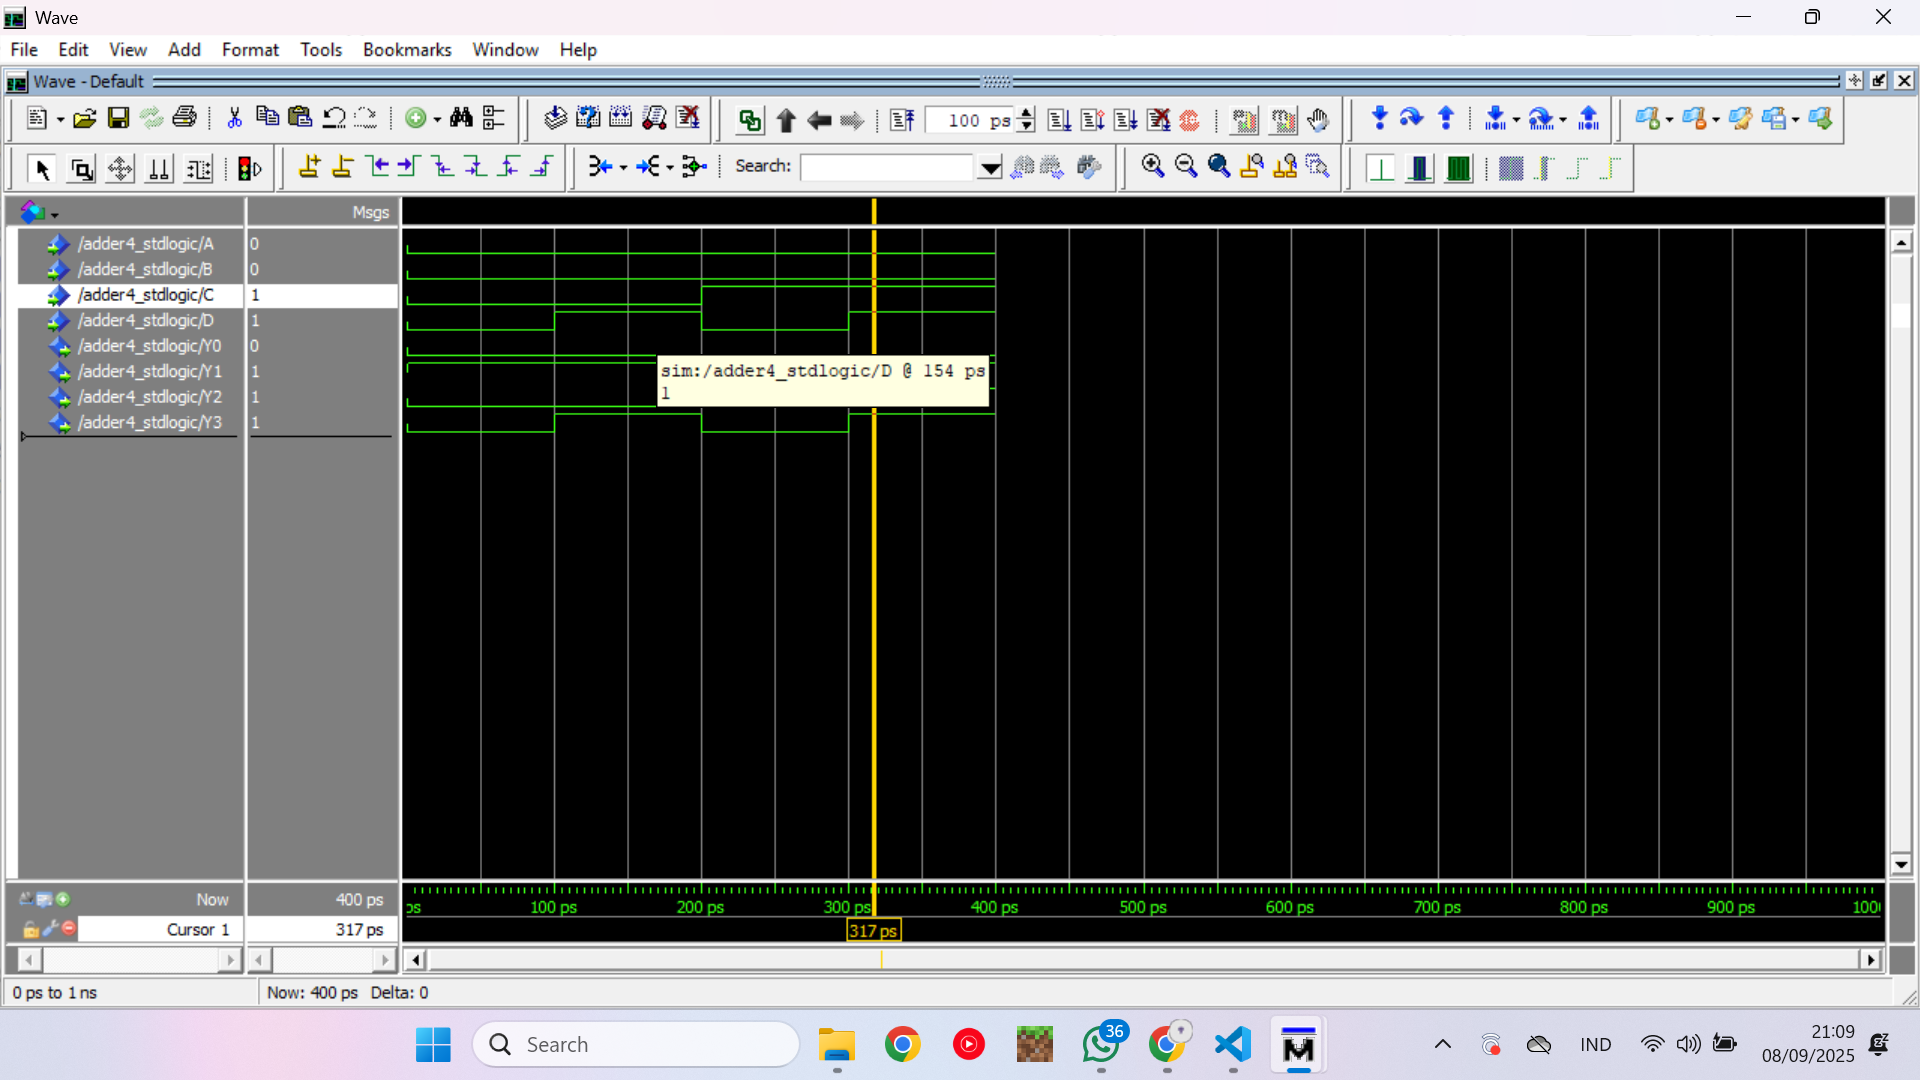 Wave
File Edit View Add Format Tools Bookmarks Window Help
Wave - Default
100 ps
Search:
Msgs
/adder4_stdlogic/A 0
/adder4_stdlogic/B 0
/adder4_stdlogic/C 1
/adder4_stdlogic/D 1
/adder4_stdlogic/Y0 0
/adder4_stdlogic/Y1 1
/adder4_stdlogic/Y2 1
/adder4_stdlogic/Y3 1
sim:/adder4_stdlogic/D @ 154 ps
1
Now 400 ps
ps 100 ps 200 ps 300 ps 400 ps 500 ps 600 ps 700 ps 800 ps 900 ps 100
Cursor 1 317 ps
317 ps
0 ps to 1 ns Now: 400 ps Delta: 0
Search
36
IND
21:09
08/09/2025